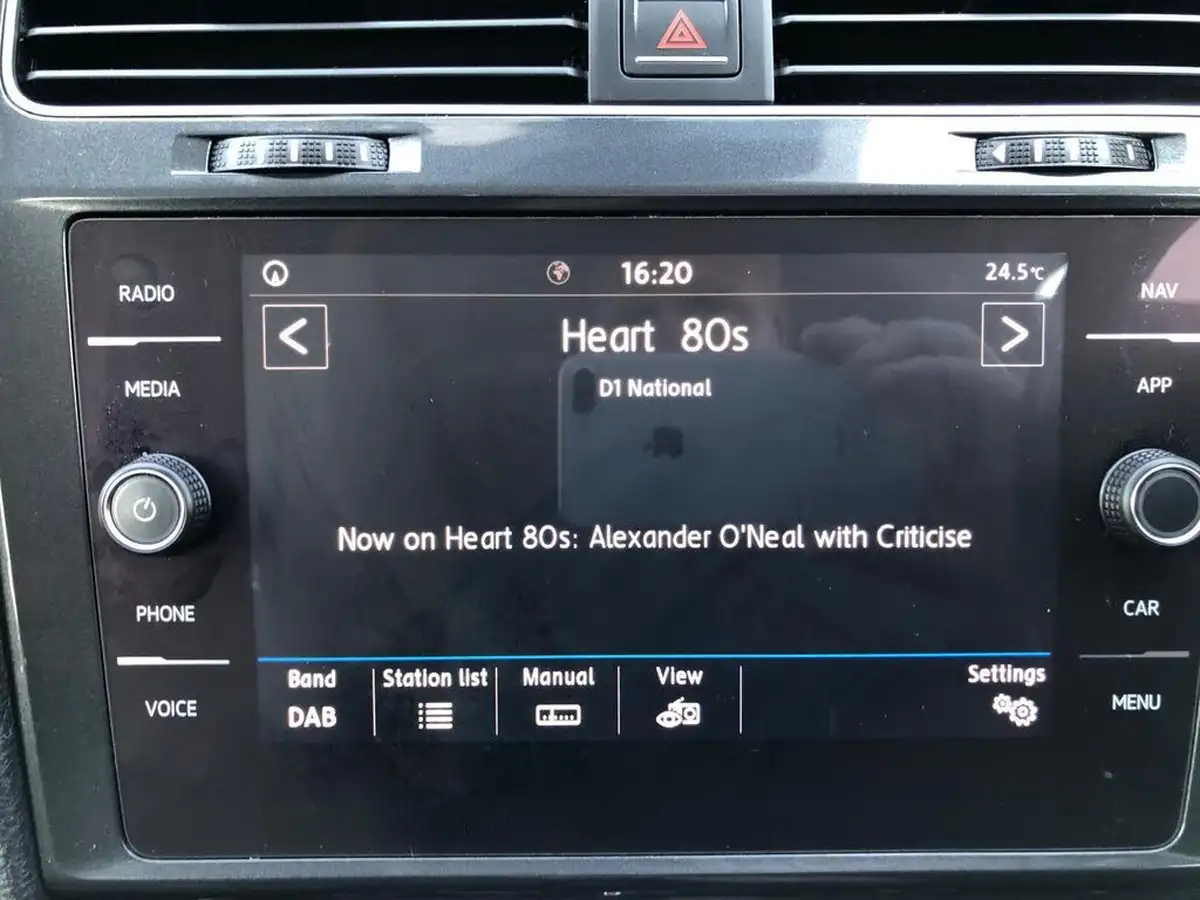 16:20
24.5°C
RADIO
NAV
<
Heart 80s
>
D1 National
MEDIA
APP
Now on Heart 80s: Alexander O'Neal with Criticise
PHONE
CAR
Band
Station list
Manual
View
Settings
DAB
VOICE
MENU